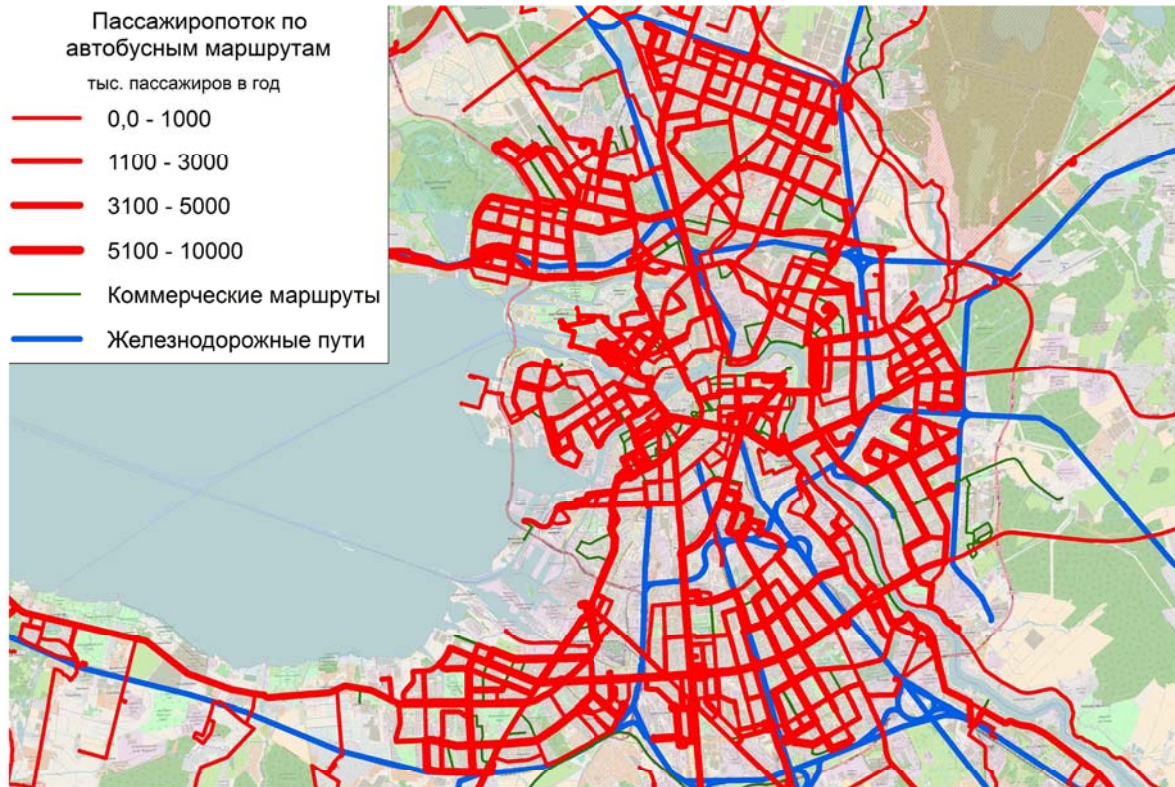 Пассажиропоток по
автобусным маршрутам
тыс. пассажиров в год
0,0 - 1000
1100 - 3000
3100 - 5000
5100 - 10000
Коммерческие маршруты
Железнодорожные пути